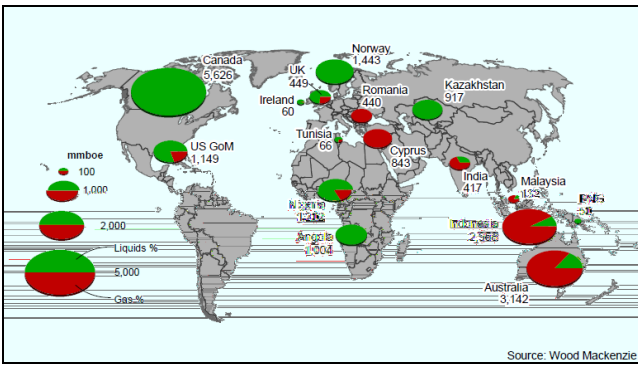 Norway
1,443
Canada
5,626
UK
449
Kazakhstan
917
Romania
440
Ireland
60
mmboe
100
1,000
2,000
Liquids %
5,000
Gas %
US GoM
1,149
Tunisia
66
Cyprus
843
India
417
Malaysia
Indonesia
Angola
Australia
3,142
Source: Wood Mackenzie